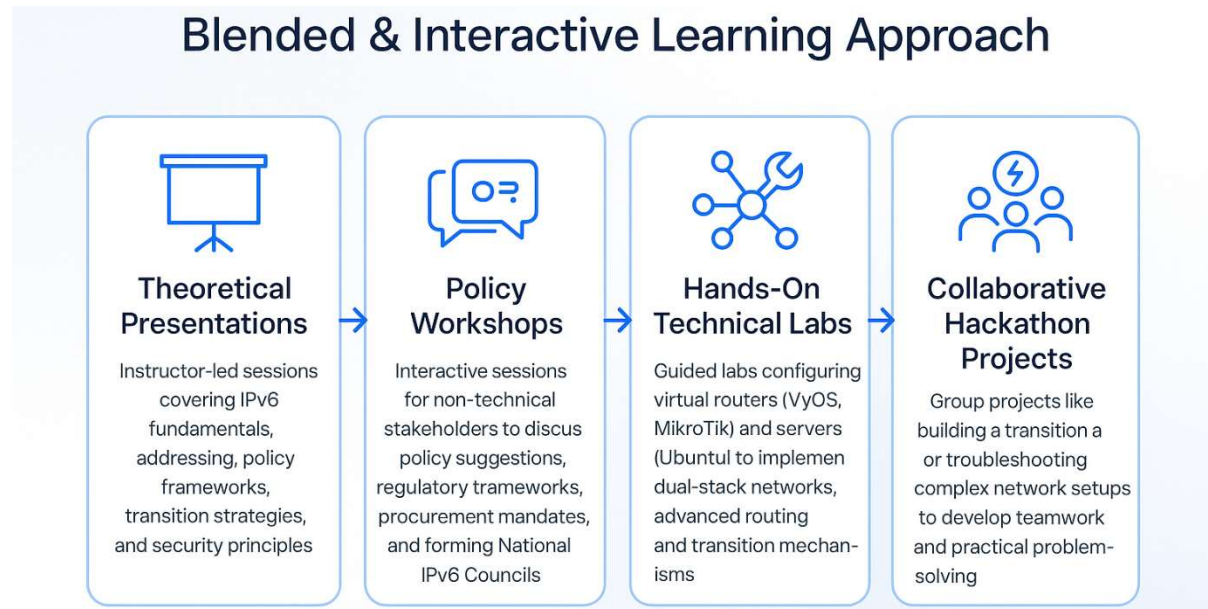 Blended & Interactive Learning Approach
Theoretical
Presentations
Instructor-led sessions
covering IPv6
fundamentals,
addressing, policy
frameworks,
transition strategies,
and security principles
Policy
Workshops
Interactive sessions
for non-technical
stakeholders to discus
policy suggestions,
regulatory trameworks,
procurement mandates,
and forming National
IPv6 Councils
Hands-On
Technical Labs
Guided labs configuring
virtual routers (VyOS,
MikroTik) and servers
(Ubuntul to implemen
dual-stack networks,
advanced routing
and transition mechan-
isms
Collaborative
Hackathon
Projects
Group projects like
building a transition a
or troubleshooting
complex network setups
to develop teamwork
and practical problem-
solving